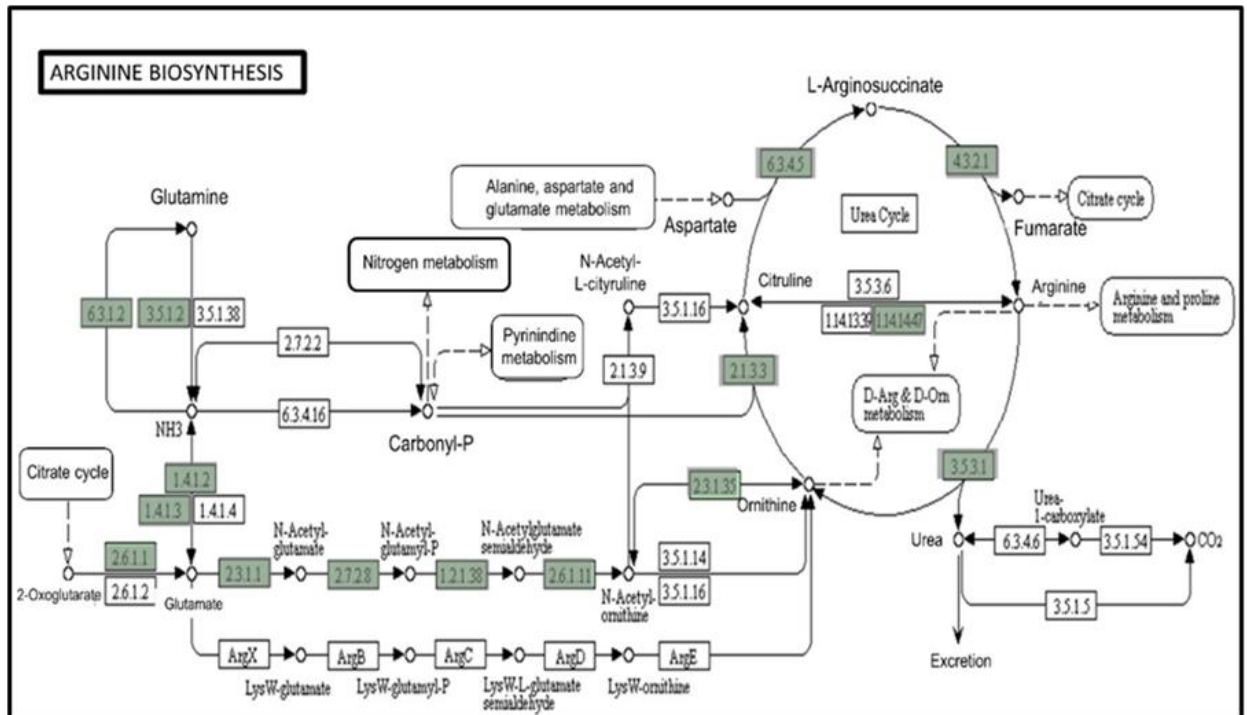 ARGININE BIOSYNTHESIS
L-Arginosuccinate
6.3.4.5
4.3.2.1
Glutamine
Alanine, aspartate and
glutamate metabolism
Aspartate
Urea Cycle
Fumarate
Citrate cycle
Nitrogen metabolism
N-Acetyl-
L-cityruline
Citruline
3.5.3.6
Arginine
6.3.1.2
3.5.1.2
3.5.1.38
3.5.1.16
1.14.13.39
1.14.14.47
Arginine and proline
metabolism
2.7.2.2
Pyrinindine
metabolism
2.1.3.9
2.1.3.3
D-Arg & D-Orn
metabolism
NH3
6.3.4.16
Carbonyl-P
Citrate cycle
1.4.1.2
1.4.1.3
1.4.1.4
2.3.1.35
Ornithine
3.5.3.1
N-Acetyl-
glutamate
N-Acetyl-
glutamyl-P
N-Acetylglutamate
semialdehyde
Urea-
1-carboxylate
Urea
6.3.4.6
3.5.1.54
CO2
2.6.1.1
2.6.1.2
2-Oxoglutarate
Glutamate
2.3.1.1
2.7.2.8
1.2.1.38
2.6.1.11
N-Acetyl-
ornithine
3.5.1.14
3.5.1.16
3.5.1.5
ArgX
ArgB
ArgC
ArgD
ArgE
LysW-glutamate
LysW-glutamyl-P
LysW-L-glutamate
semialdehyde
LysW-ornithine
Excretion